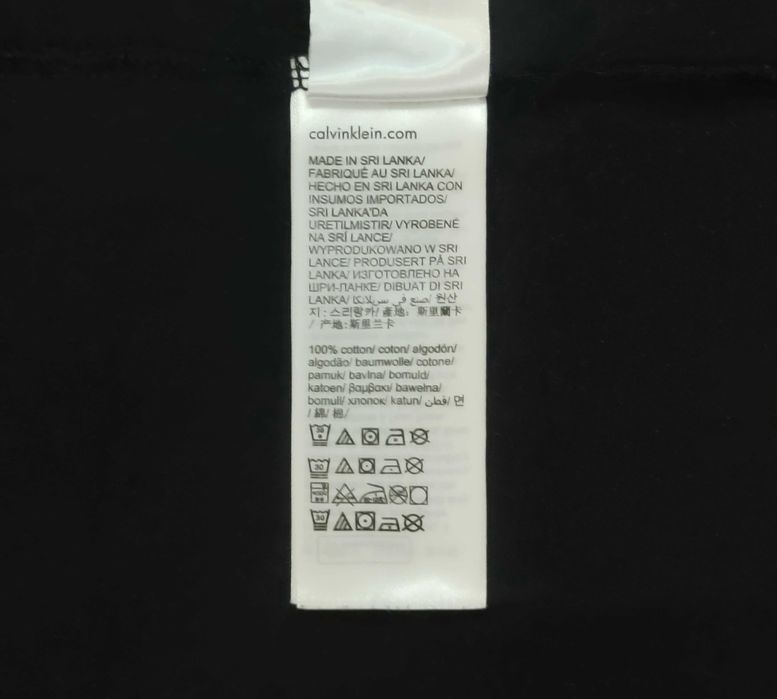 calvinklein.com
MADE IN SRI LANKA/
FABRIQUÉ AU SRI LANKA/
HECHO EN SRI LANKA CON
INSUMOS IMPORTADOS/
SRI LANKA'DA
URETILMISTIR/ VYROBENÉ
NA SRÍ LANCE/
WYPRODUKOWANO W SRI
LANCE/ PRODUSERT PÅ SRI
LANKA/ ИЗГОТОВЛЕНО НА
ШРИ-ЛАНКЕ/ DIBUAT DI SRI
LANKA/ صنع في سريلانكا/ 원산
지 : 스리랑카/ 產地: 斯里蘭卡
/ 产地:斯里兰卡
100% cotton/ coton/ algodón/
algodão/ baumwolle/ cotone/
pamuk/ bavlna/ bomuld/
katoen/ βαμβακι/ bawełna/
bomull/ хлопок/ katun/ قطن/ 면
/ 綿/ 棉/
30
30
30